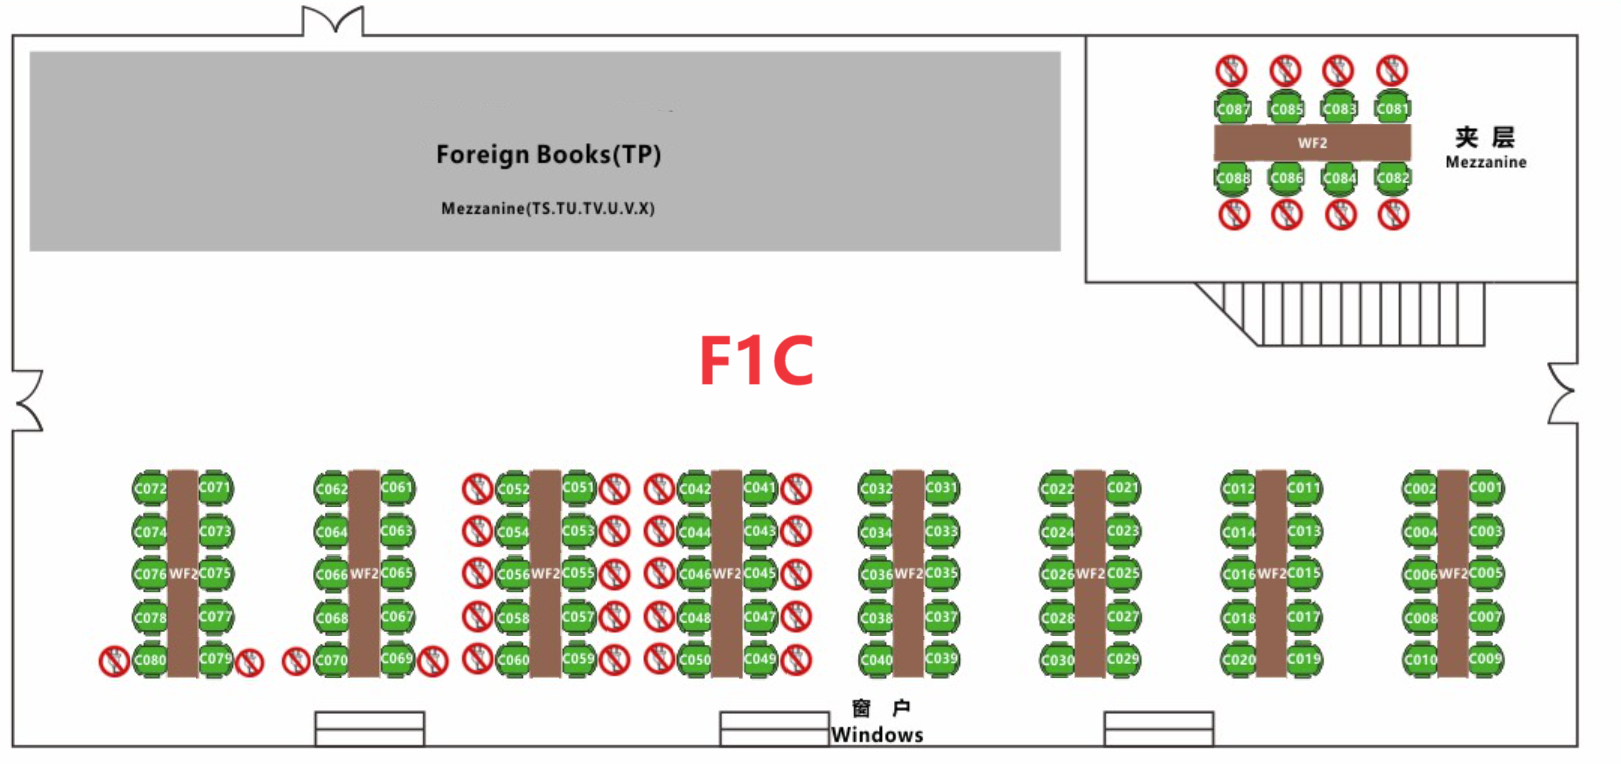 C087 C085 C083 C081
WF2
C088 C086 C084 C082
夹层
Mezzanine
Foreign Books(TP)
Mezzanine(TS.TU.TV.U.V.X)
F1C
C072 C071 C062 C061 C052 C051 C042 C041 C032 C031 C022 C021 C012 C011 C002 C001
C074 C073 C064 C063 C054 C053 C044 C043 C034 C033 C024 C023 C014 C013 C004 C003
C076 WF2 C075 C066 WF2 C065 C056 WF2 C055 C046 WF2 C045 C036 WF2 C035 C026 WF2 C025 C016 WF2 C015 C006 WF2 C005
C078 C077 C068 C067 C058 C057 C048 C047 C038 C037 C028 C027 C018 C017 C008 C007
C080 C079 C070 C069 C060 C059 C050 C049 C040 C039 C030 C029 C020 C019 C010 C009
窗户
Windows